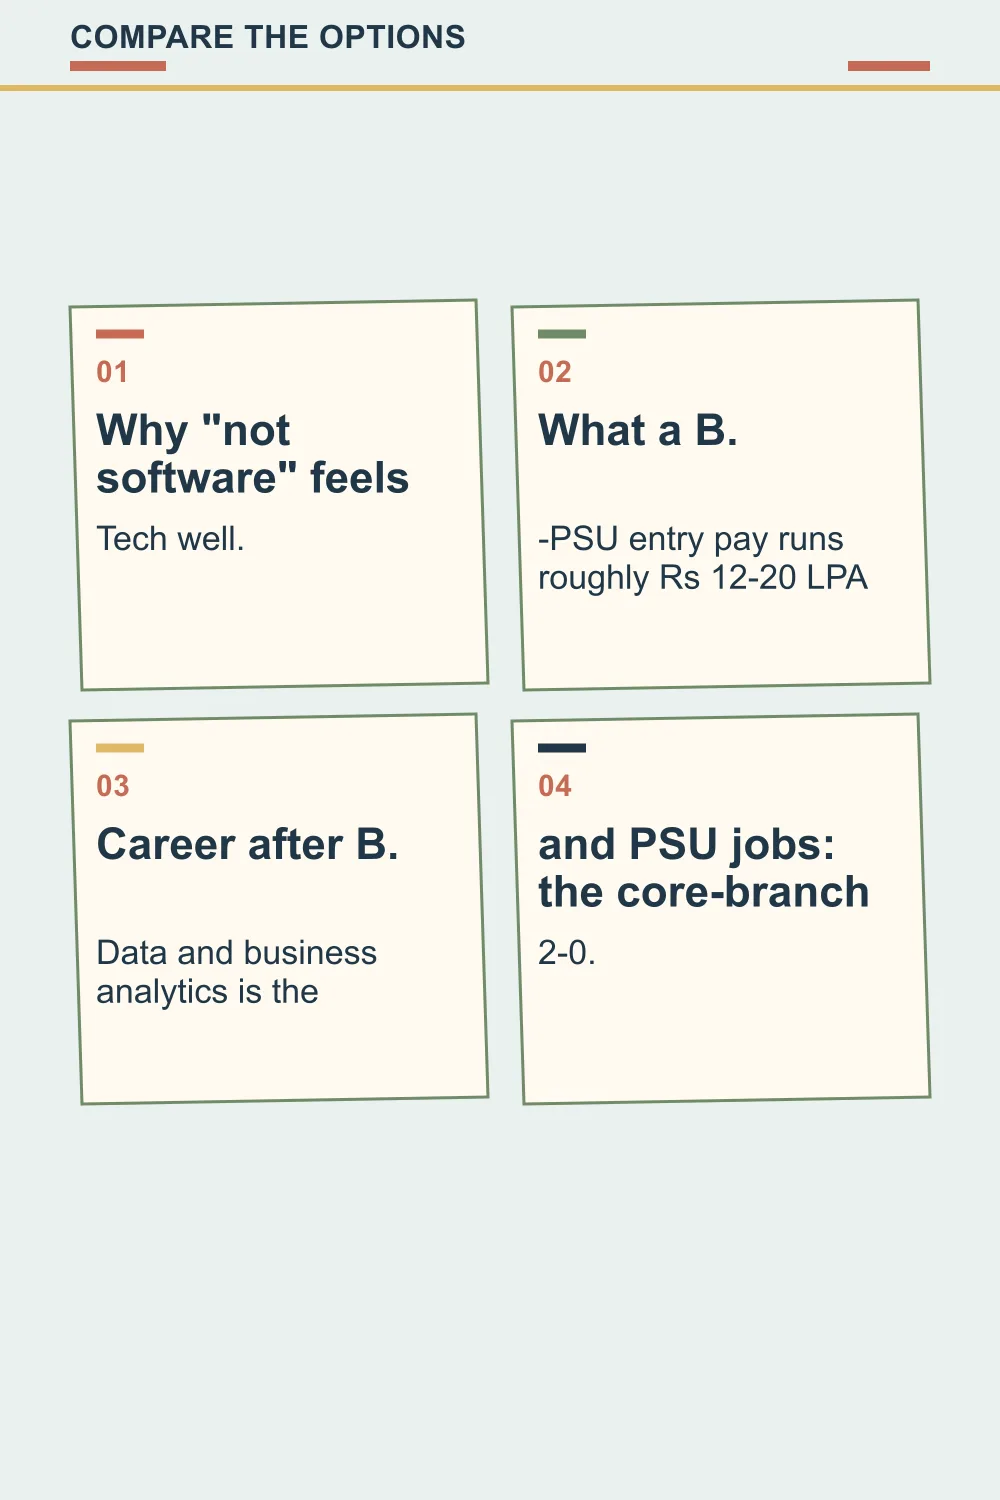 COMPARE THE OPTIONS
01
Why "not
software" feels
Tech well.
02
What a B.
-PSU entry pay runs
roughly Rs 12-20 LPA
03
Career after B.
Data and business
analytics is the
04
and PSU jobs:
the core-branch
2-0.